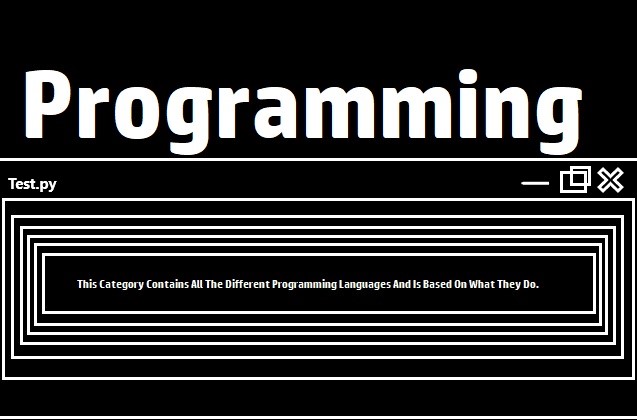 Programming
Test.py
This Category Contains All The Different Programming Languages And Is Based On What They Do.